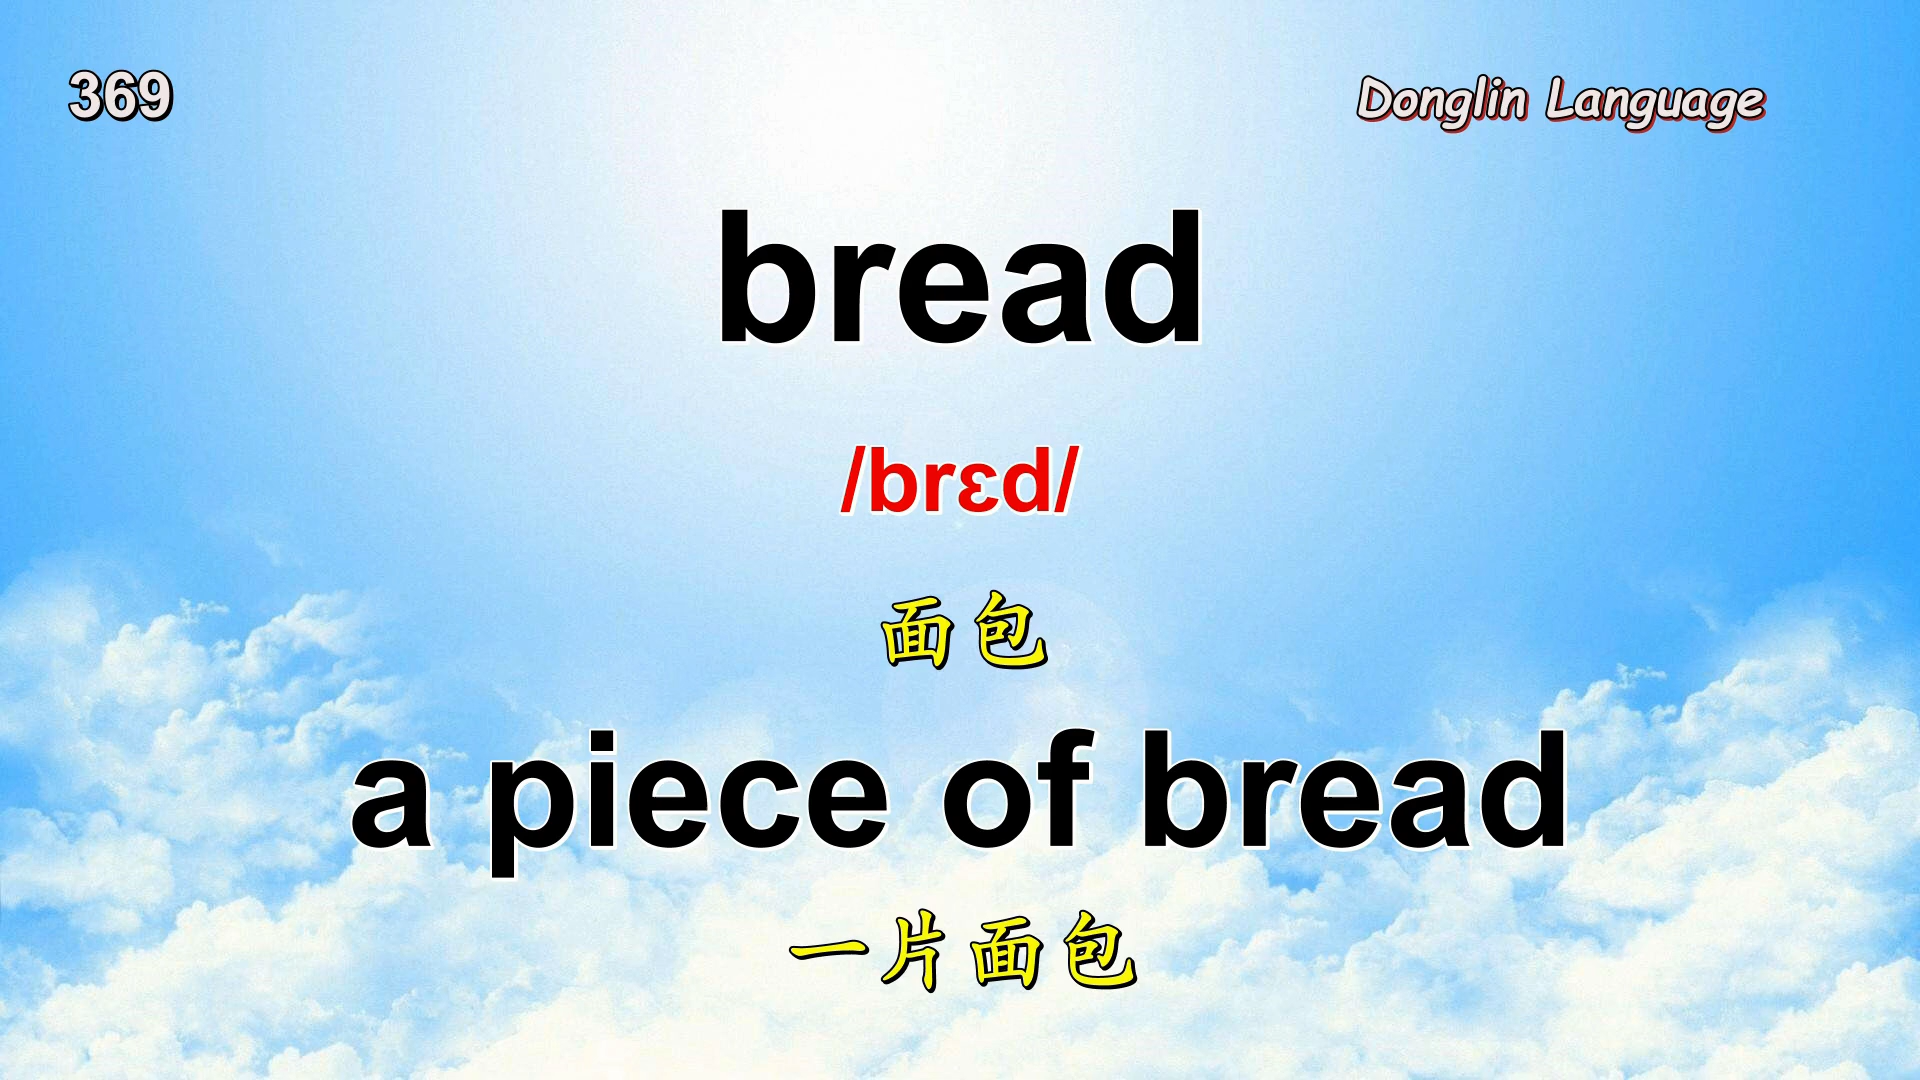 369
Donglin Language
bread
/brɛd/
面包
a piece of bread
一片面包